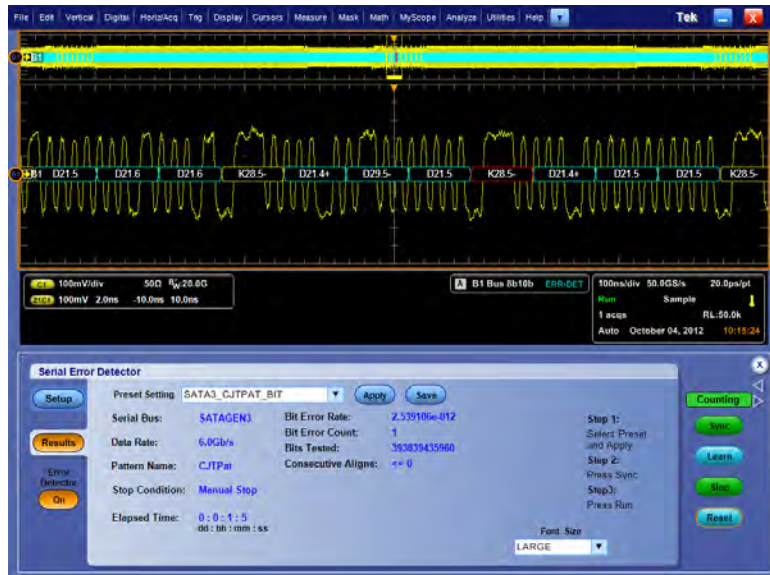 File Edit Vertical Digital Horiz/Acq Trig Display Cursors Measure Mask Math MyScope Analyze Utilities Help Tek X
B1
B1 D21.5 D21.6 D21.6 K28.5- D21.4+ D29.5- D21.5 K28.5- D21.4+ D21.5 D21.5 K28.5-
C1 100mV/div 50Ω BW:20.0G
Z1C1 100mV 2.0ns -10.0ns 10.0ns
A B1 Bus 8b10b ERR-DET
100ns/div 50.0GS/s 20.0ps/pt
Run Sample
1 acqs RL:50.0k
Auto October 04, 2012 10:15:24
Serial Error Detector
Setup
Results
Error Detector
On
Preset Setting SATA3_CJTPAT_BIT Apply Save
Serial Bus: SATAGEN3
Data Rate: 6.0Gb/s
Pattern Name: CJTPat
Stop Condition: Manual Stop
Elapsed Time: 0 : 0 : 1 : 5
dd : hh : mm : ss
Bit Error Rate: 2.539106e-012
Bit Error Count: 1
Bits Tested: 393839435960
Consecutive Aligns: <= 0
Step 1:
Select Preset
and Apply
Step 2:
Press Sync
Step3:
Press Run
Font Size
LARGE
Counting
Sync
Learn
Stop
Reset
X